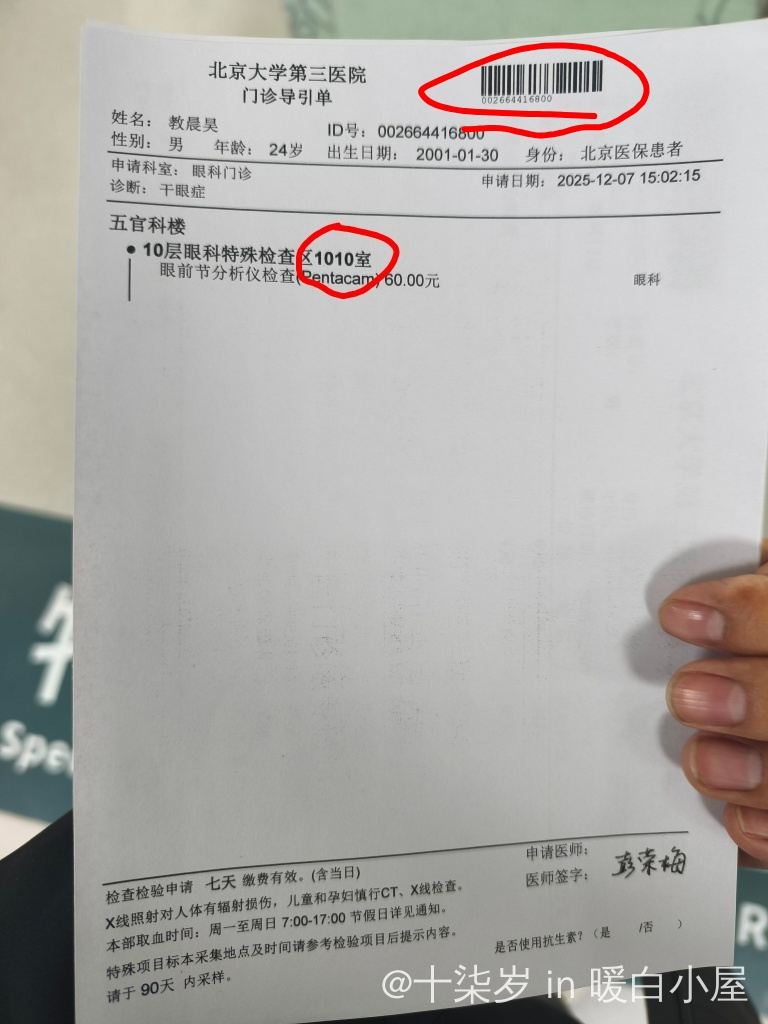 北京大学第三医院
门诊导引单
002664416800
姓名： 教晨昊
ID号： 002664416800
性别： 男 年龄： 24岁 出生日期： 2001-01-30 身份： 北京医保患者
申请科室： 眼科门诊
申请日期： 2025-12-07 15:02:15
诊断： 干眼症
五官科楼
● 10层眼科特殊检查区1010室
眼前节分析仪检查(Pentacam) 60.00元 眼科
申请医师：
检查检验申请 七天 缴费有效。(含当日)
医师签字： 彭荣梅
X线照射对人体有辐射损伤，儿童和孕妇慎行CT、X线检查。
本部取血时间：周一至周日 7:00-17:00 节假日详见通知。
特殊项目标本采集地点及时间请参考检验项目后提示内容。
是否使用抗生素？（是 /否 ）
请于 90天 内采样。
Spe
R
@十柒岁 in 暖白小屋